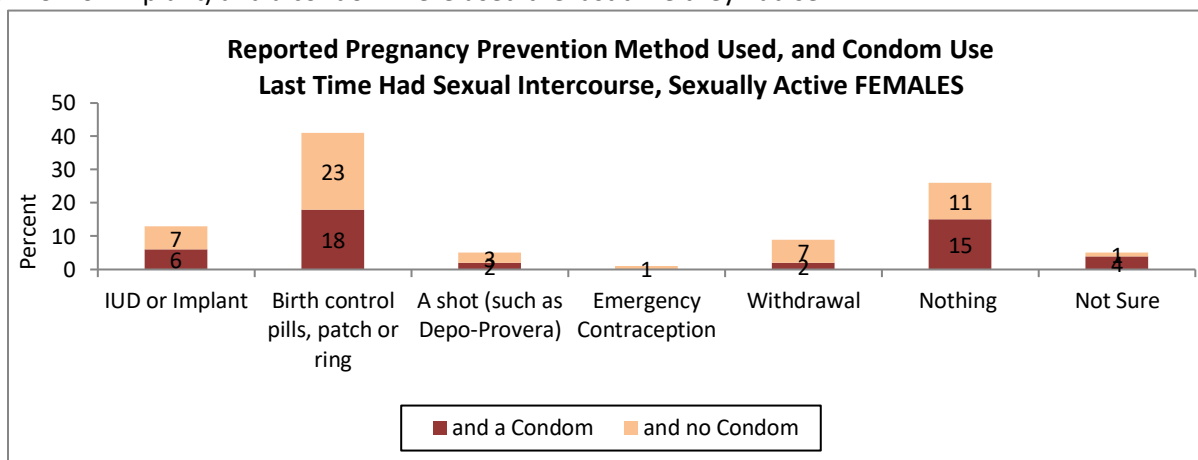 Reported Pregnancy Prevention Method Used, and Condom Use
Last Time Had Sexual Intercourse, Sexually Active FEMALES
Percent
50
40
30
20
10
0
7
6
23
18
3
2
1
7
2
11
15
1
4
IUD or Implant
Birth control
pills, patch or
ring
A shot (such as
Depo-Provera)
Emergency
Contraception
Withdrawal
Nothing
Not Sure
and a Condom
and no Condom